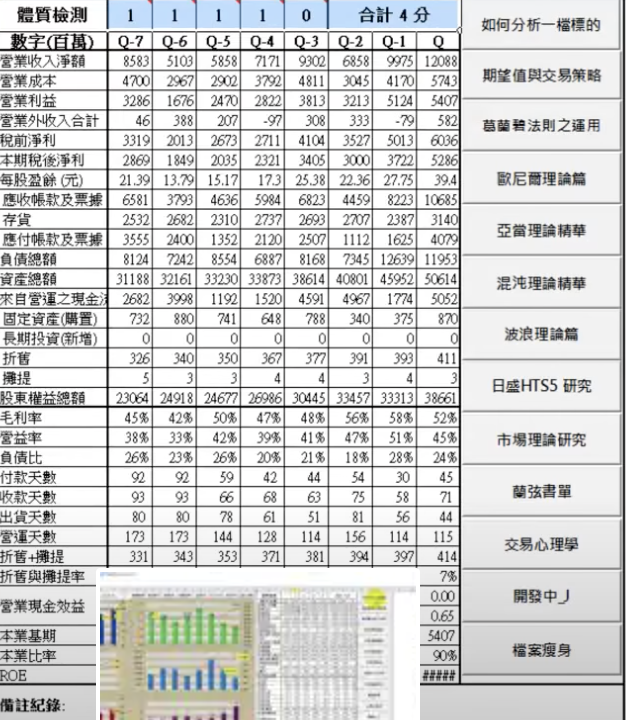 體質檢測 1 1 1 1 0 合計 4 分
數字(百萬) Q-7 Q-6 Q-5 Q-4 Q-3 Q-2 Q-1 Q
營業收入淨額 8583 5103 5858 7171 9302 6858 9975 12088
營業成本 4700 2967 2902 3792 4811 3045 4170 5743
營業利益 3286 1676 2470 2822 3813 3213 5124 5407
營業外收入合計 46 388 207 -97 308 333 -79 582
稅前淨利 3319 2013 2673 2711 4104 3527 5013 6036
本期稅後淨利 2869 1849 2035 2321 3405 3000 3722 5286
每股盈餘 (元) 21.39 13.79 15.17 17.3 25.38 22.36 27.75 39.4
應收帳款及票據 6581 3793 4636 5984 6823 4459 8223 10685
存貨 2532 2682 2310 2737 2693 2707 2387 3140
應付帳款及票據 3555 2400 1352 2120 2507 1112 1625 4079
負債總額 8124 7242 8554 6887 8168 7345 12639 11953
資產總額 31188 32161 33230 33873 38614 40801 45952 50614
來自營運之現金 2682 3998 1192 1520 4591 4967 1774 5052
固定資產(購置) 732 880 741 648 788 340 375 870
長期投資(新增) 0 0 0 0 0 0 0 0
折舊 326 340 350 367 377 391 393 411
攤提 5 3 3 4 4 3 4 3
股東權益總額 23064 24918 24677 26986 30445 33457 33313 38661
毛利率 45% 42% 50% 47% 48% 56% 58% 52%
營益率 38% 33% 42% 39% 41% 47% 51% 45%
負債比 26% 23% 26% 20% 21% 18% 28% 24%
付款天數 92 92 59 42 44 54 30 45
收款天數 93 93 66 68 63 75 58 71
出貨天數 80 80 78 61 51 81 56 44
營運天數 173 173 144 128 114 156 114 115
折舊+攤提 331 343 353 371 381 394 397 414
折舊與攤提率 7%
營業現金效益 0.00
0.65
本業基期 5407
本業比率 90%
ROE #####
備註紀錄:
如何分析一檔標的
期望值與交易策略
葛蘭碧法則之運用
歐尼爾理論篇
亞當理論精華
混沌理論精華
波浪理論篇
日盛HTS5 研究
市場理論研究
蘭弦書單
交易心理學
開發中_J
檔案瘦身